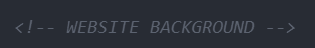 <!-- WEBSITE BACKGROUND -->